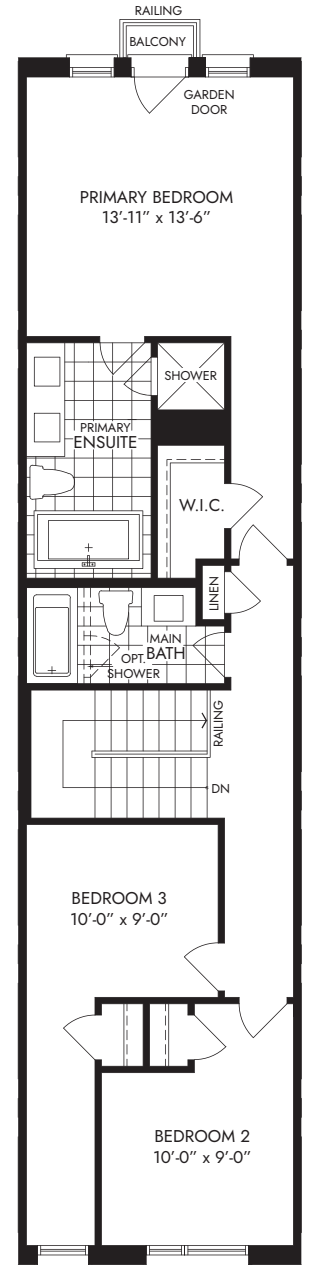 RAILING
BALCONY
GARDEN
DOOR
PRIMARY BEDROOM
13'-11" x 13'-6"
SHOWER
PRIMARY
ENSUITE
W.I.C.
LINEN
MAIN
BATH
OPT.
SHOWER
RAILING
DN
BEDROOM 3
10'-0" x 9'-0"
BEDROOM 2
10'-0" x 9'-0"